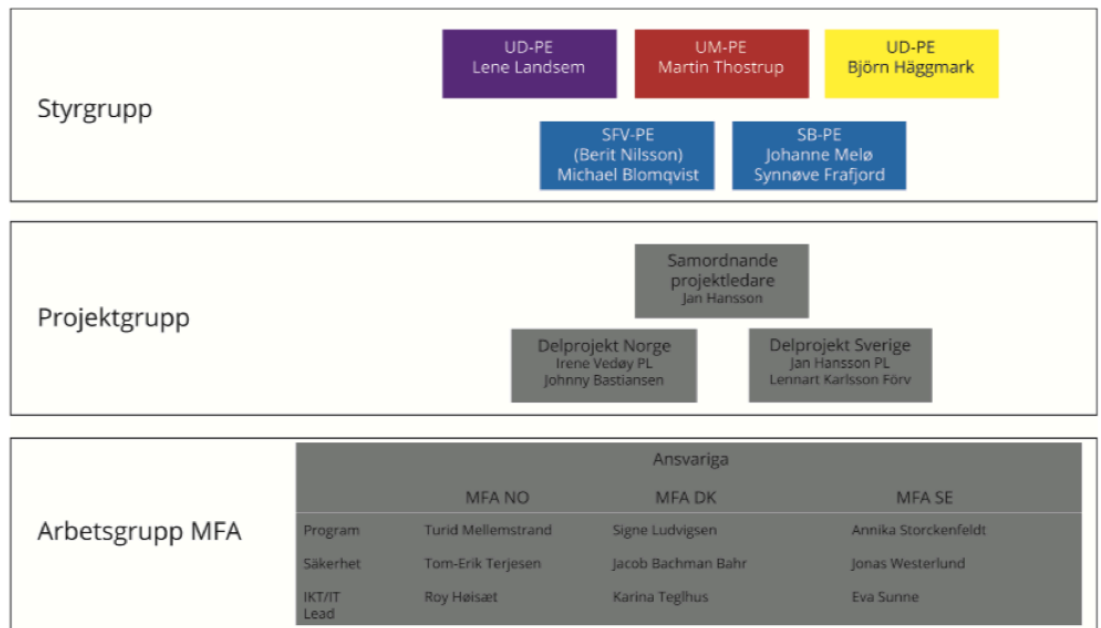 Styrgrupp
UD-PE
Lene Landsem
UM-PE
Martin Thostrup
UD-PE
Björn Häggmark
SFV-PE
(Berit Nilsson)
Michael Blomqvist
SB-PE
Johanne Melø
Synnøve Frafjord
Projektgrupp
Samordnande
projektledare
Jan Hansson
Delprojekt Norge
Irene Vedøy PL
Johnny Bastiansen
Delprojekt Sverige
Jan Hansson PL
Lennart Karlsson Förv
Arbetsgrupp MFA
Ansvariga
MFA NO MFA DK MFA SE
Program Turid Mellemstrand Signe Ludvigsen Annika Storckenfeldt
Säkerhet Tom-Erik Terjesen Jacob Bachman Bahr Jonas Westerlund
IKT/IT Roy Høisæt Karina Teglhus Eva Sunne
Lead